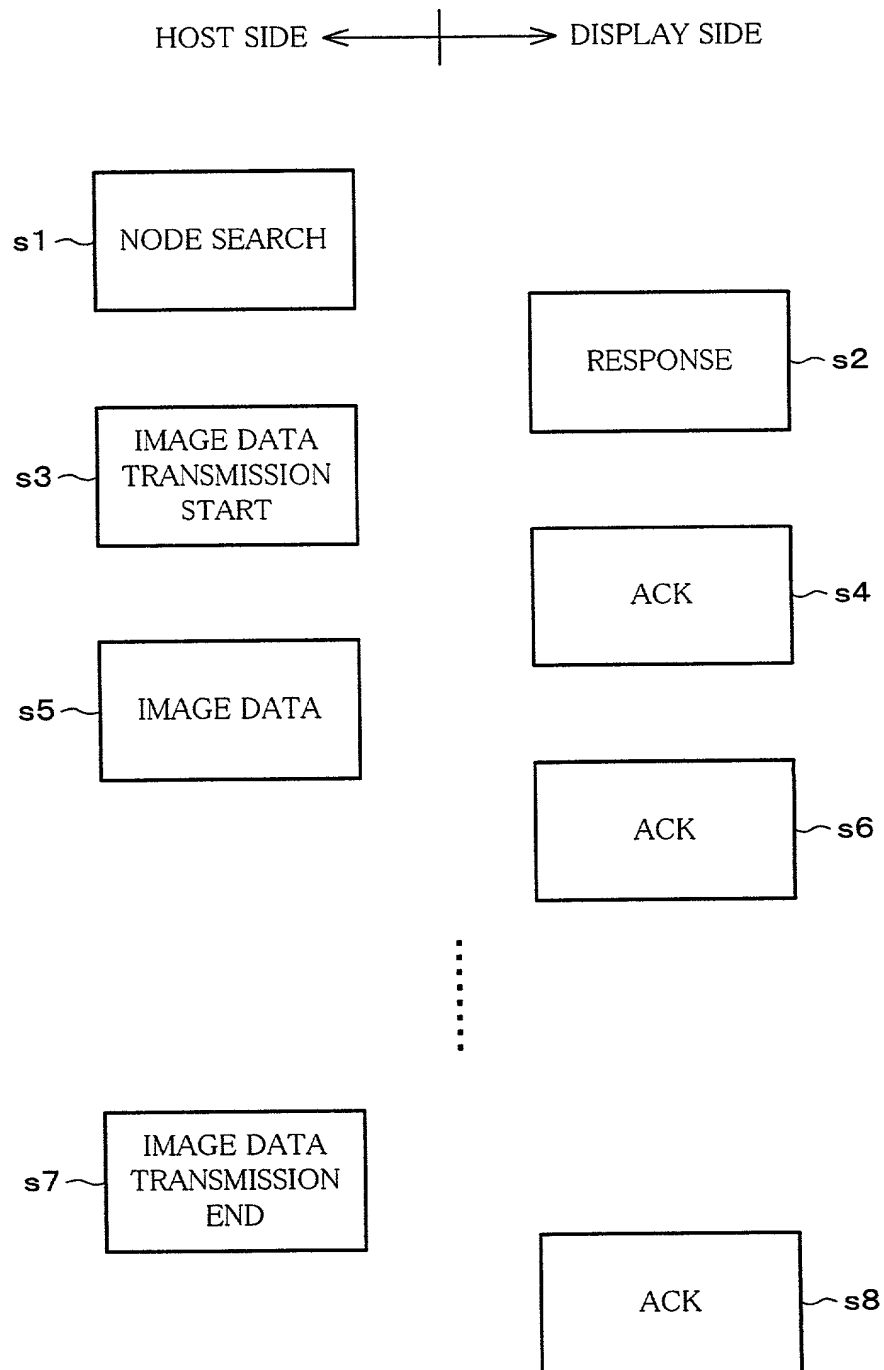 HOST SIDE DISPLAY SIDE
s1 NODE SEARCH
RESPONSE s2
IMAGE DATA
s3 TRANSMISSION
START
ACK s4
s5 IMAGE DATA
ACK s6
IMAGE DATA
s7 TRANSMISSION
END
ACK s8